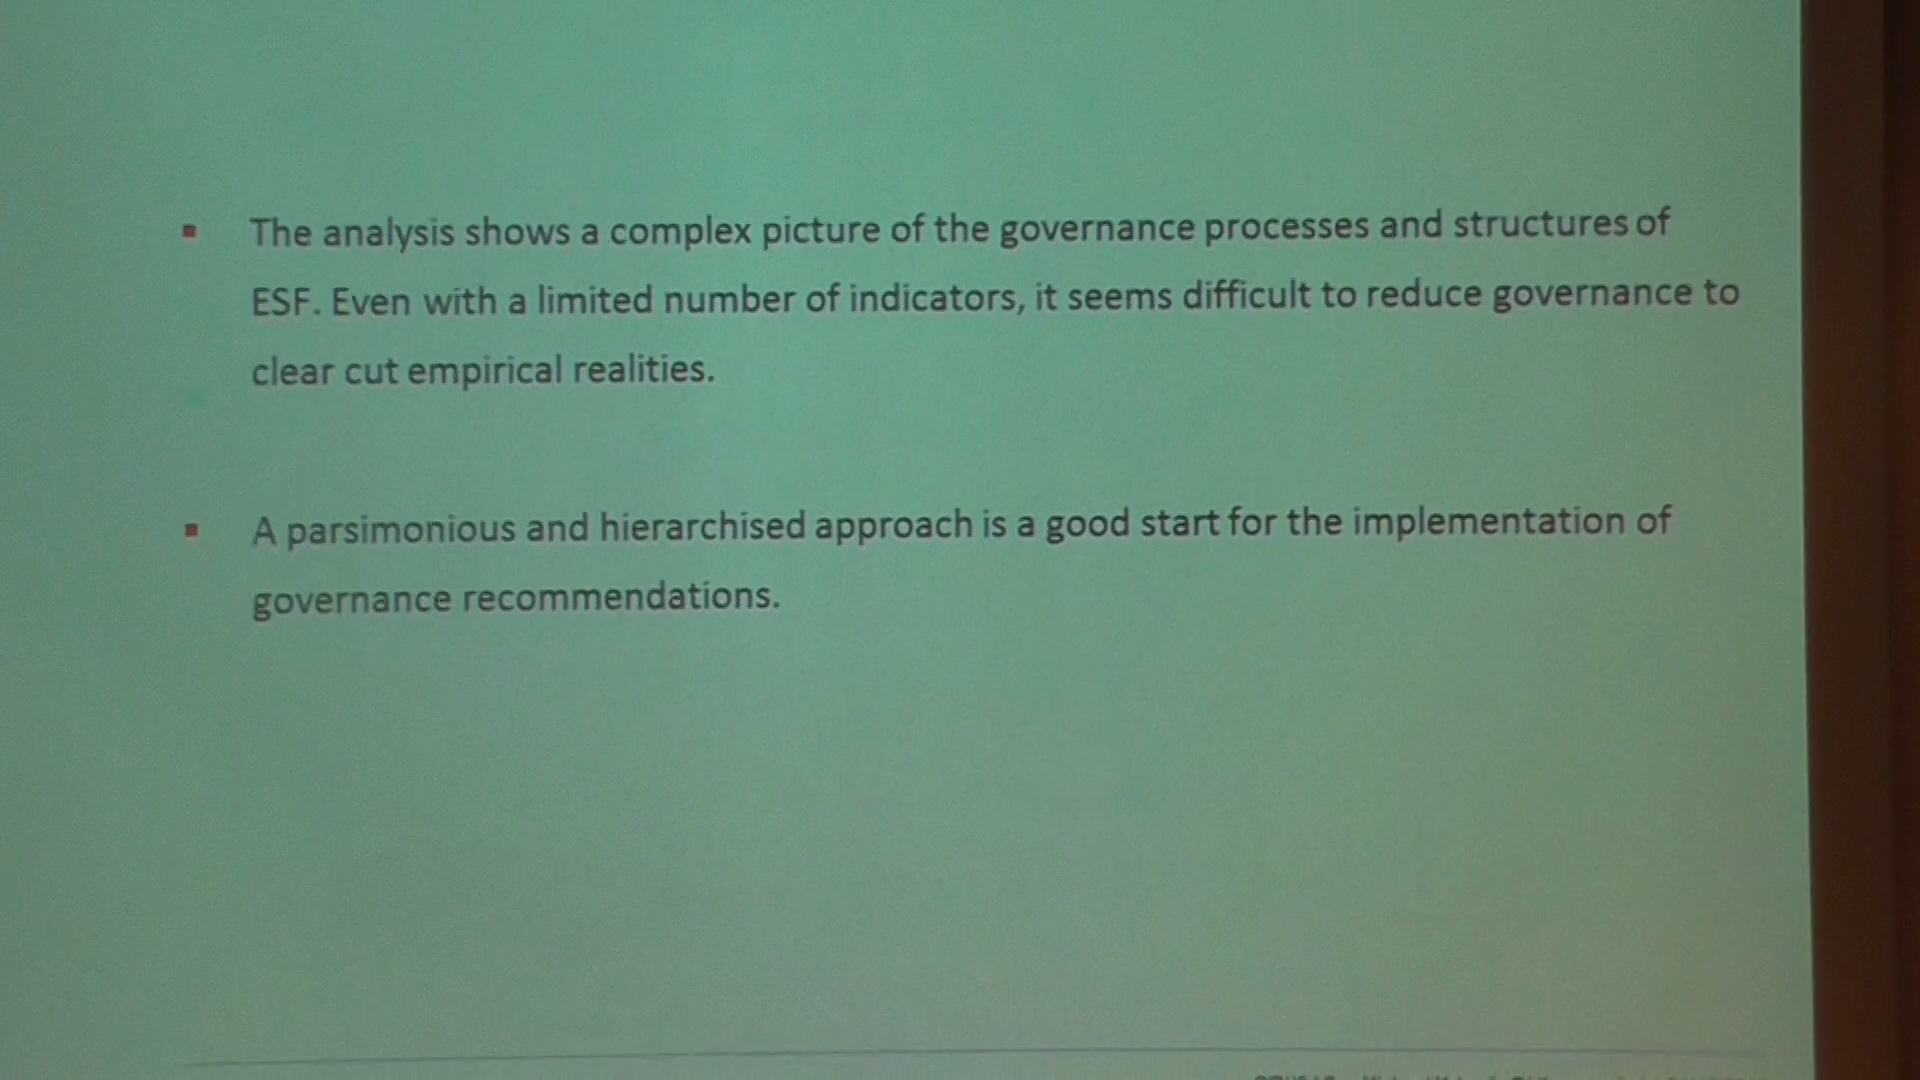 The analysis shows a complex picture of the governance processes and structures of
ESF. Even with a limited number of indicators, it seems difficult to reduce governance to
clear cut empirical realities.
A parsimonious and hierarchised approach is a good start for the implementation of
governance recommendations.